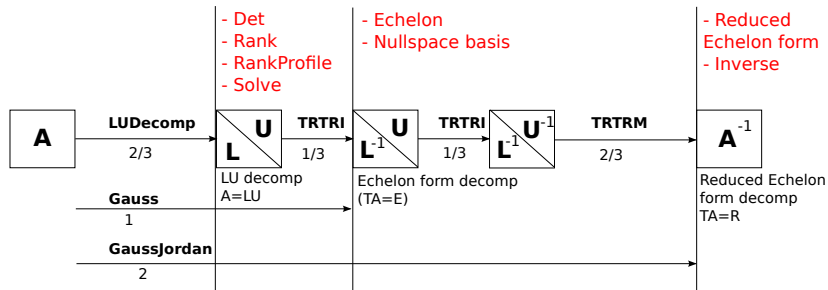 - Det
- Rank
- RankProfile
- Solve
- Echelon
- Nullspace basis
- Reduced
Echelon form
- Inverse
A
LUDecomp
2/3
L
U
TRTRI
1/3
L-1
U
TRTRI
1/3
L-1
U-1
TRTRM
2/3
A-1
LU decomp
A=LU
Echelon form decomp
(TA=E)
Reduced Echelon
form decomp
TA=R
Gauss
1
GaussJordan
2